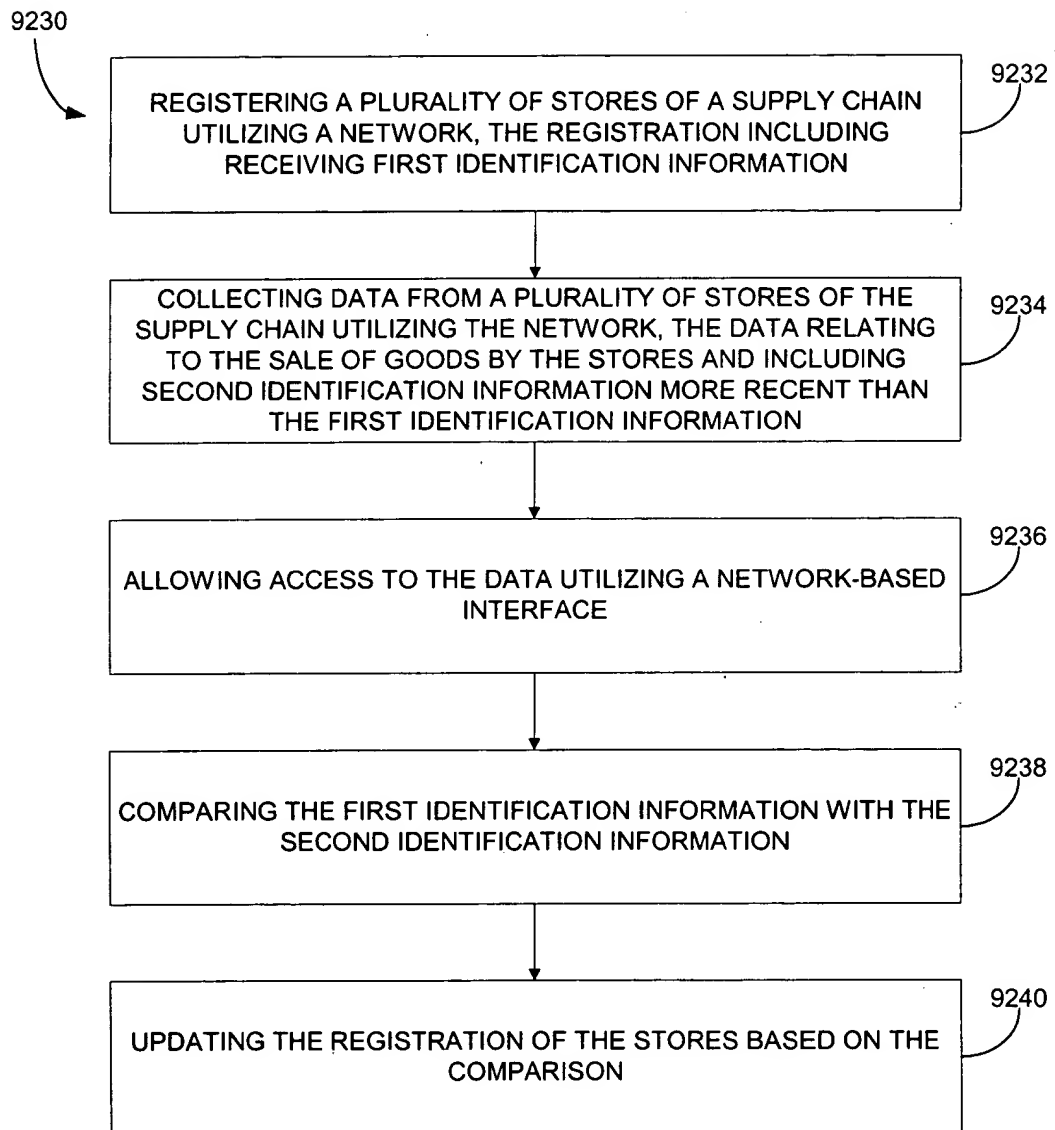 9230
9232
REGISTERING A PLURALITY OF STORES OF A SUPPLY CHAIN
UTILIZING A NETWORK, THE REGISTRATION INCLUDING
RECEIVING FIRST IDENTIFICATION INFORMATION
9234
COLLECTING DATA FROM A PLURALITY OF STORES OF THE
SUPPLY CHAIN UTILIZING THE NETWORK, THE DATA RELATING
TO THE SALE OF GOODS BY THE STORES AND INCLUDING
SECOND IDENTIFICATION INFORMATION MORE RECENT THAN
THE FIRST IDENTIFICATION INFORMATION
9236
ALLOWING ACCESS TO THE DATA UTILIZING A NETWORK-BASED
INTERFACE
9238
COMPARING THE FIRST IDENTIFICATION INFORMATION WITH THE
SECOND IDENTIFICATION INFORMATION
9240
UPDATING THE REGISTRATION OF THE STORES BASED ON THE
COMPARISON